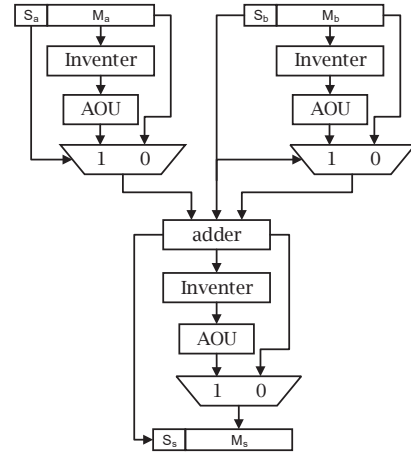 Sa Ma Sb Mb
Inventer Inventer
AOU AOU
1 0 1 0
adder
Inventer
AOU
1 0
Ss Ms